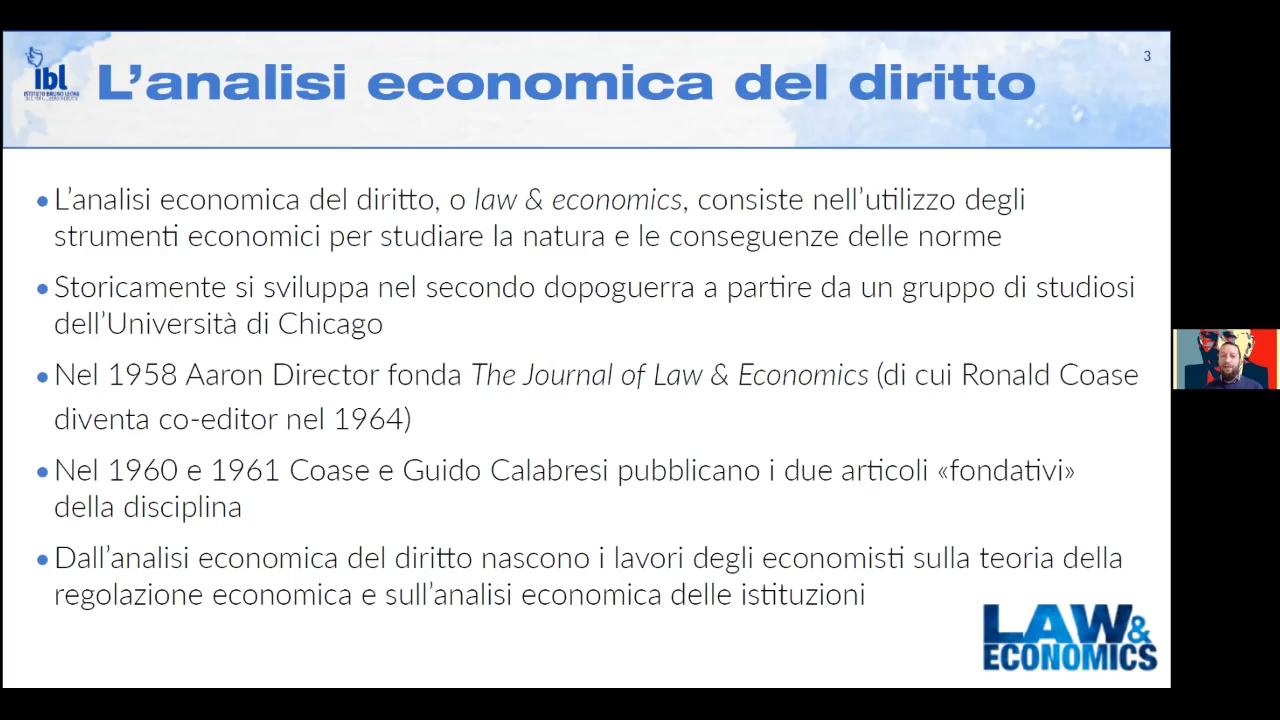 3
ibl
ISTITUTO BRUNO LEONI
L’analisi economica del diritto
•L’analisi economica del diritto, o law & economics, consiste nell’utilizzo degli
strumenti economici per studiare la natura e le conseguenze delle norme
•Storicamente si sviluppa nel secondo dopoguerra a partire da un gruppo di studiosi
dell’Università di Chicago
•Nel 1958 Aaron Director fonda The Journal of Law & Economics (di cui Ronald Coase
diventa co-editor nel 1964)
•Nel 1960 e 1961 Coase e Guido Calabresi pubblicano i due articoli «fondativi»
della disciplina
•Dall’analisi economica del diritto nascono i lavori degli economisti sulla teoria della
regolazione economica e sull’analisi economica delle istituzioni
LAW&
ECONOMICS